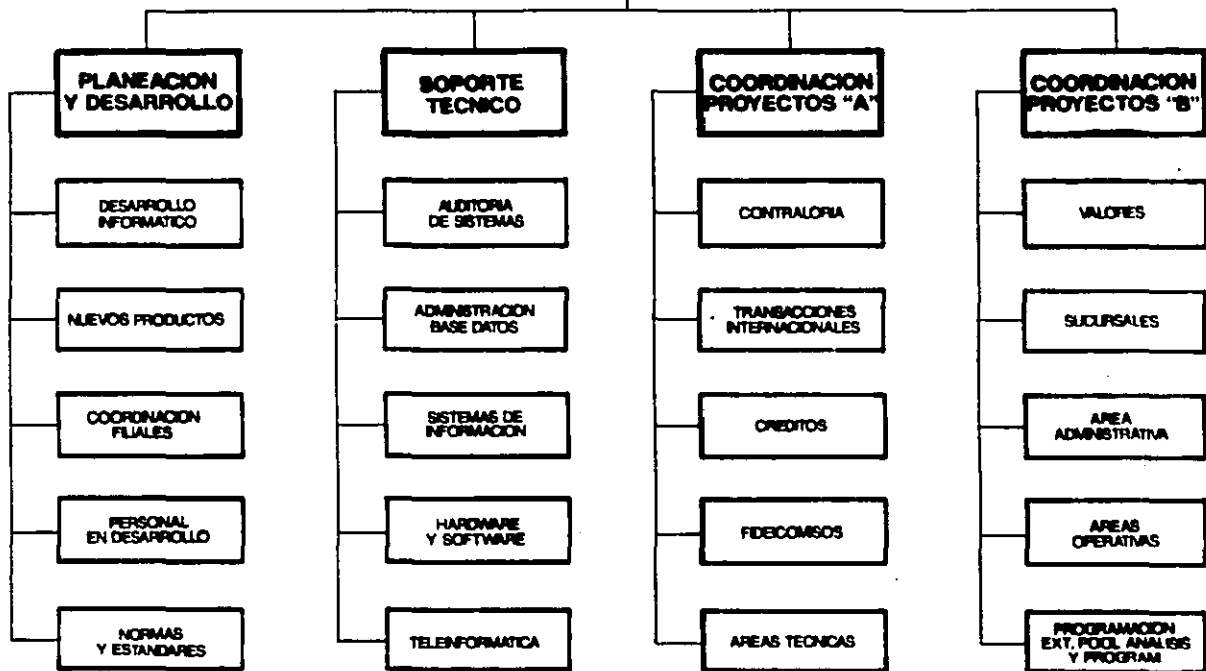 PLANEACION
Y DESARROLLO
SOPORTE
TECNICO
COORDINACION
PROYECTOS "A"
COORDINACION
PROYECTOS "B"
DESARROLLO
INFORMATICO
AUDITORIA
DE SISTEMAS
CONTRALORIA
VALORES
NUEVOS PRODUCTOS
ADMINISTRACION
BASE DATOS
TRANSACCIONES
INTERNACIONALES
SUCURSALES
COORDINACION
FILIALES
SISTEMAS DE
INFORMACION
CREDITOS
AREA
ADMINISTRATIVA
PERSONAL
EN DESARROLLO
HARDWARE
Y SOFTWARE
FIDEICOMISOS
AREAS
OPERATIVAS
NORMAS
Y ESTANDARES
TELEINFORMATICA
AREAS TECNICAS
PROGRAMACION
EXT. POOL ANALISIS
Y PROGRAM.